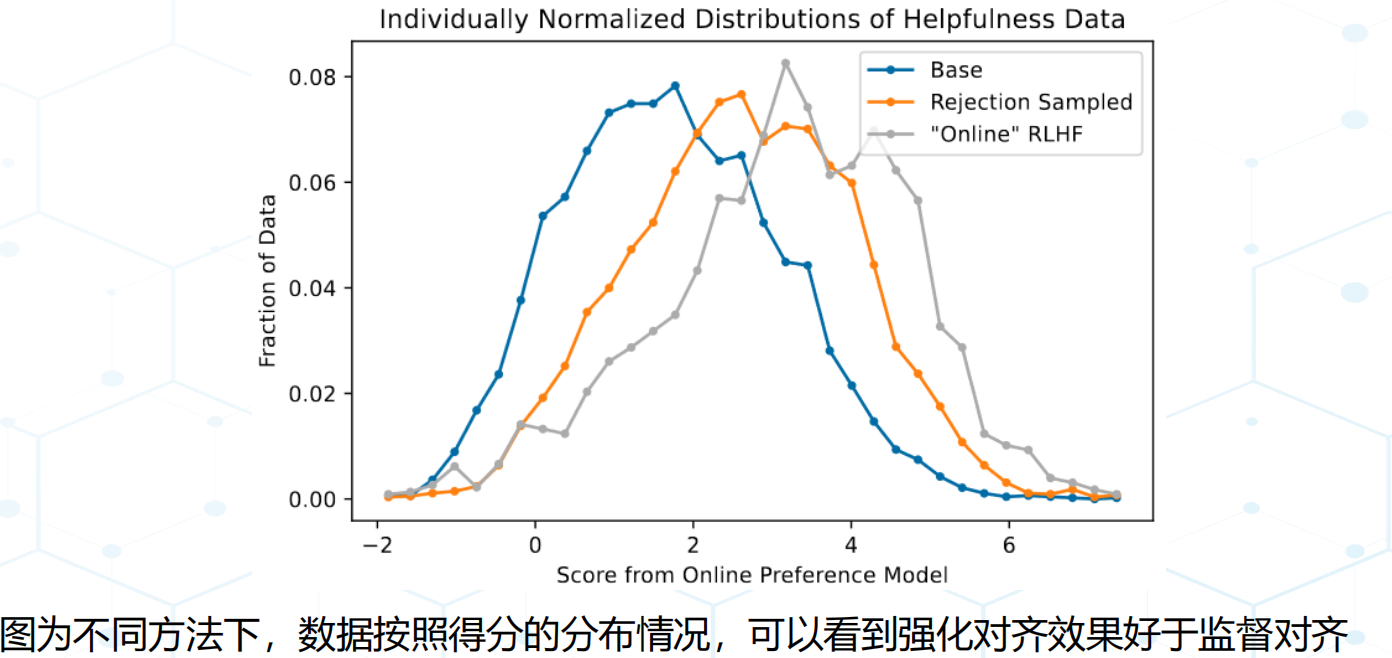 Individually Normalized Distributions of Helpfulness Data
Base
Rejection Sampled
"Online" RLHF
0.08
0.06
0.04
0.02
0.00
Fraction of Data
−2 0 2 4 6
Score from Online Preference Model
图为不同方法下，数据按照得分的分布情况，可以看到强化对齐效果好于监督对齐